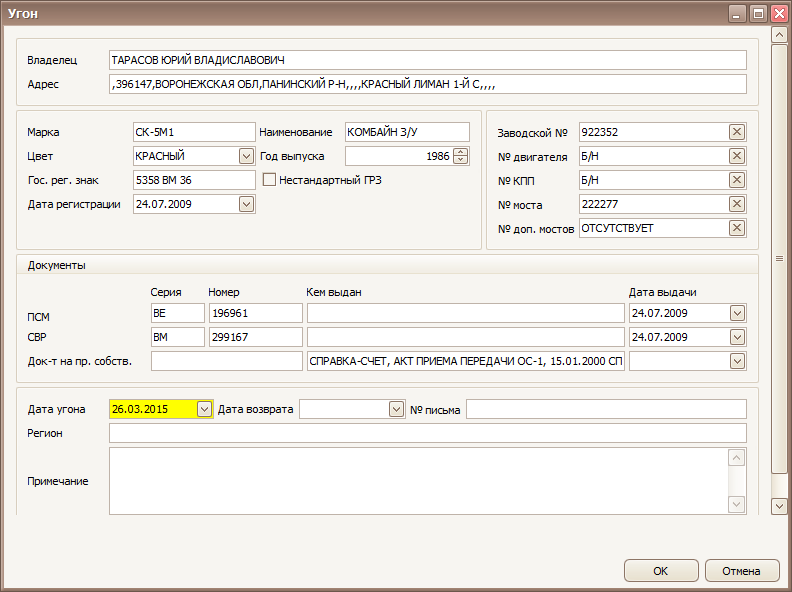 Угон
Владелец ТАРАСОВ ЮРИЙ ВЛАДИСЛАВОВИЧ
Адрес ,396147,ВОРОНЕЖСКАЯ ОБЛ,ПАНИНСКИЙ Р-Н,,,,КРАСНЫЙ ЛИМАН 1-Й С,,,,
Марка СК-5М1 Наименование КОМБАЙН З/У
Цвет КРАСНЫЙ Год выпуска 1986
Гос. рег. знак 5358 ВМ 36 Нестандартный ГРЗ
Дата регистрации 24.07.2009
Заводской № 922352
№ двигателя Б/Н
№ КПП Б/Н
№ моста 222277
№ доп. мостов ОТСУТСТВУЕТ
Документы
Серия Номер Кем выдан Дата выдачи
ПСМ ВЕ 196961 24.07.2009
СВР ВМ 299167 24.07.2009
Док-т на пр. собств. СПРАВКА-СЧЕТ, АКТ ПРИЕМА ПЕРЕДАЧИ ОС-1, 15.01.2000 СП
Дата угона 26.03.2015 Дата возврата № письма
Регион
Примечание
ОК Отмена